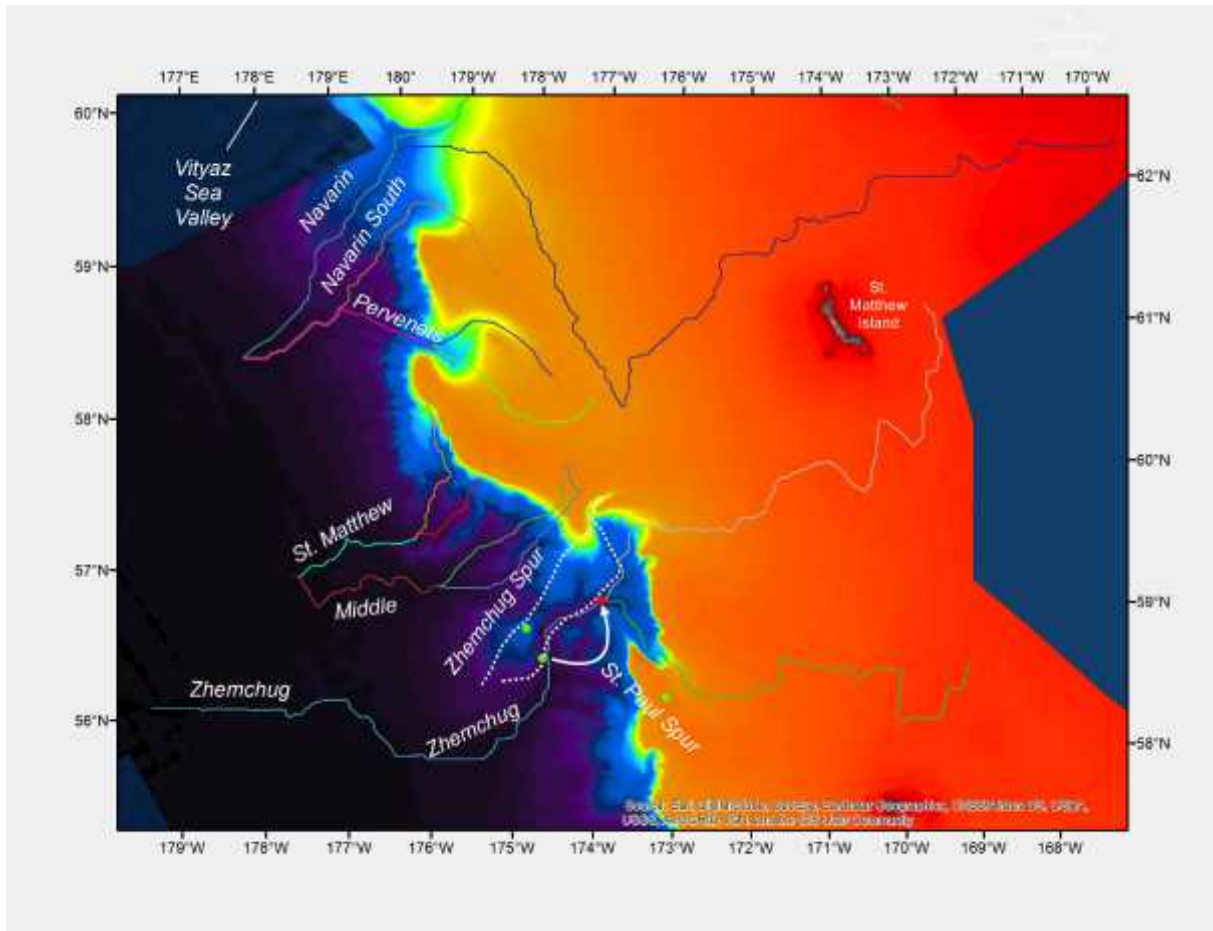 177°E 178°E 179°E 180° 179°W 178°W 177°W 176°W 175°W 174°W 173°W 172°W 171°W 170°W
60°N
Vityaz
Sea
Valley
Navarin
Navarin South
62°N
59°N
Pervenets
St.
Matthew
Island
61°N
58°N
60°N
St. Matthew
57°N
Middle
Zhemchug Spur
59°N
St. Paul Spur
Zhemchug
Zhemchug
56°N
58°N
179°W 178°W 177°W 176°W 175°W 174°W 173°W 172°W 171°W 170°W 169°W 168°W